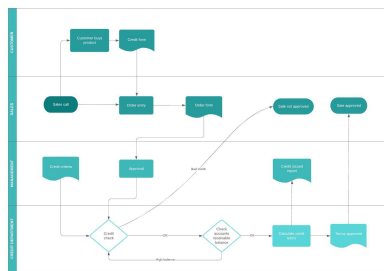 CUSTOMER
Customer buys
product
Credit form
SALES
Sales call
Order entry
Order form
Sale not approved
Sale approved
MANAGEMENT
Credit criteria
Approval
Credit issued
report
Bad credit
CREDIT DEPARTMENT
Credit
check
OK
Check
accounts
receivable
balance
OK
Calculate credit
terms
Terms approved
High balance